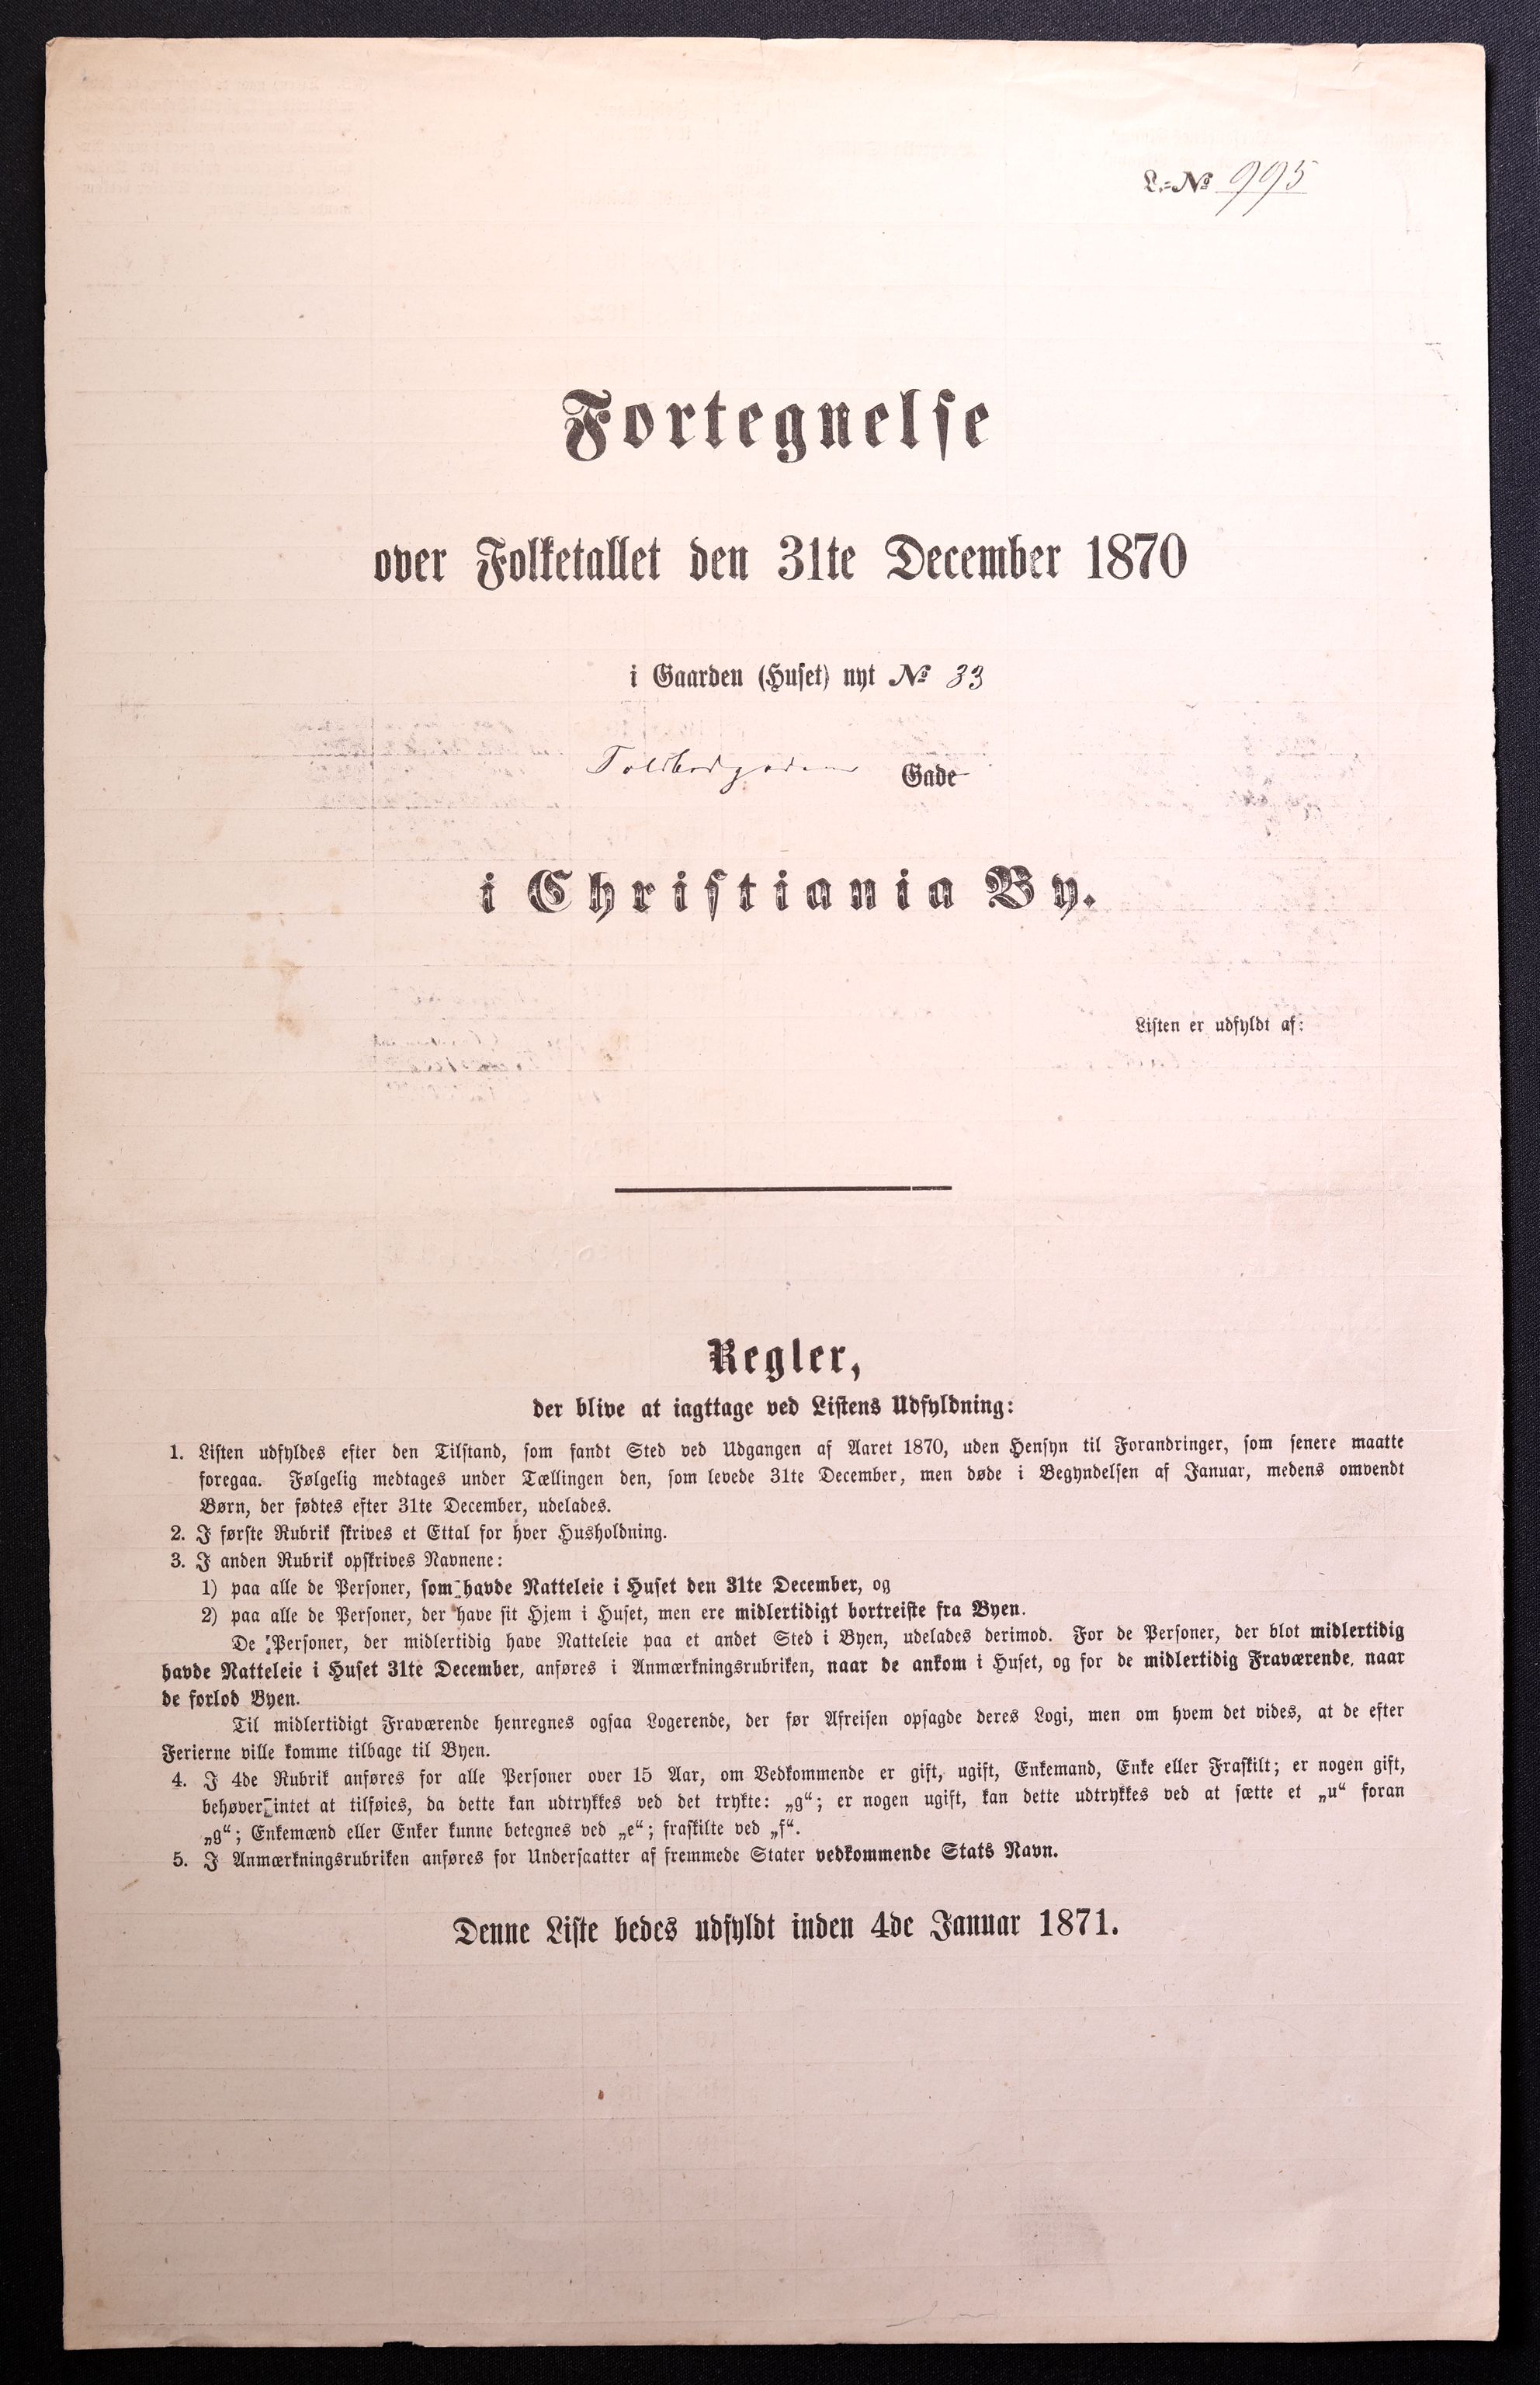 L.-No 995
Fortegnelse
over Folketallet den 31te December 1870
i Gaarden (Huset) nyt No 33
Toldbodgaden Gade
i Christiania By.
Listen er udfyldt af:
Regler,
der blive at iagttage ved Listens Udfyldning:
1. Listen udfyldes efter den Tilstand, som fandt Sted ved Udgangen af Aaret 1870, uden Hensyn til Forandringer, som senere maatte
foregaa. Følgelig medtages under Tællingen den, som levede 31te December, men døde i Begyndelsen af Januar, medens omvendt
Børn, der fødtes efter 31te December, udelades.
2. I første Rubrik skrives et Ettal for hver Husholdning.
3. I anden Rubrik opskrives Navnene:
1) paa alle de Personer, som havde Natteleie i Huset den 31te December, og
2) paa alle de Personer, der have sit Hjem i Huset, men ere midlertidigt bortreiste fra Byen.
De Personer, der midlertidig have Natteleie paa et andet Sted i Byen, udelades derimod. For de Personer, der blot midlertidig
havde Natteleie i Huset 31te December, anføres i Anmærkningsrubriken, naar de ankom i Huset, og for de midlertidig Fraværende, naar
de forlod Byen.
Til midlertidigt Fraværende henregnes ogsaa Logerende, der før Afreisen opsagde deres Logi, men om hvem det vides, at de efter
Ferierne ville komme tilbage til Byen.
4. I 4de Rubrik anføres for alle Personer over 15 Aar, om Vedkommende er gift, ugift, Enkemand, Enke eller Fraskilt; er nogen gift,
behøver intet at tilføies, da dette kan udtrykkes ved det trykte: „g“; er nogen ugift, kan dette udtrykkes ved at sætte et „u“ foran
„g“; Enkemænd eller Enker kunne betegnes ved „e“; fraskilte ved „f“.
5. I Anmærkningsrubriken anføres for Undersaatter af fremmede Stater vedkommende Stats Navn.
Denne Liste bedes udfyldt inden 4de Januar 1871.